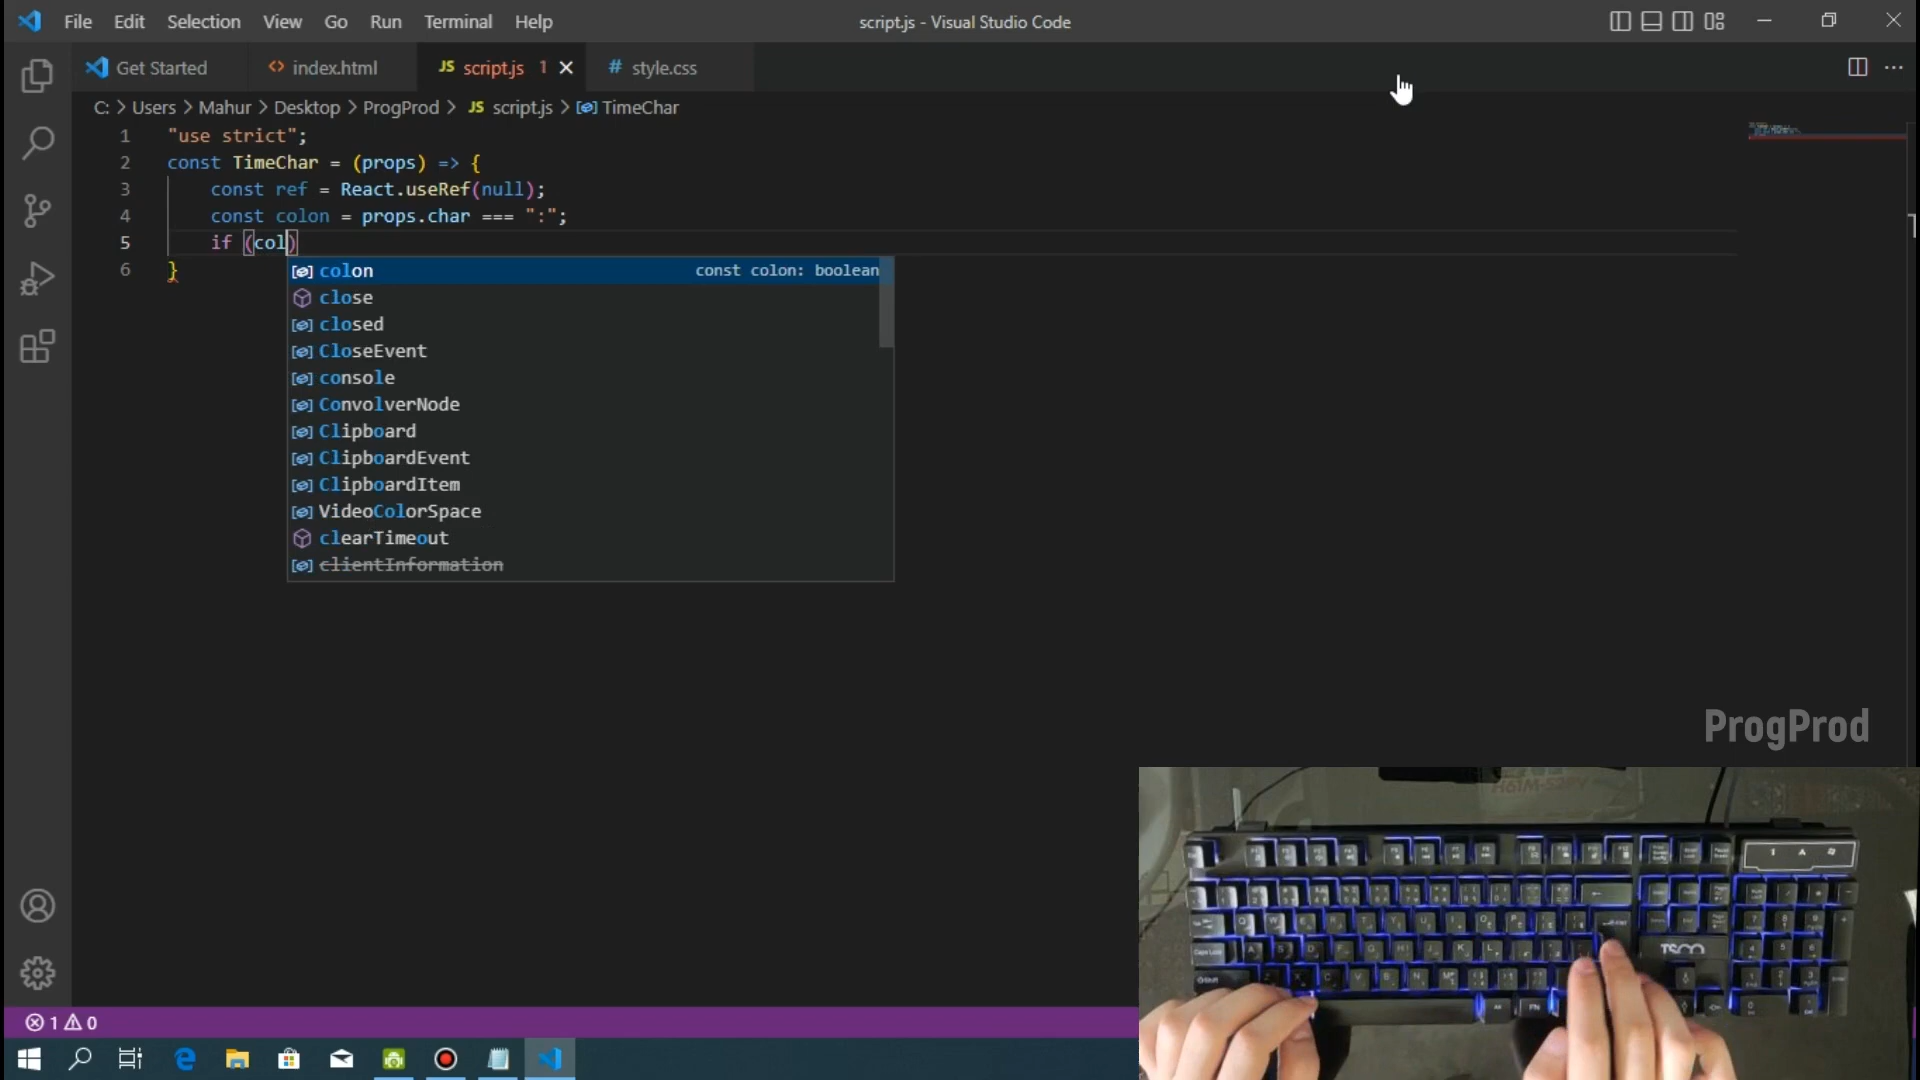 File Edit Selection View Go Run Terminal Help
script.js - Visual Studio Code
Get Started
index.html
JS script.js 1
# style.css
C: > Users > Mahur > Desktop > ProgProd > JS script.js > TimeChar
1 "use strict";
2 const TimeChar = (props) => {
3 const ref = React.useRef(null);
4 const colon = props.char === ":";
5 if (col)
6 }
colon const colon: boolean
close
closed
CloseEvent
console
ConvolverNode
Clipboard
ClipboardEvent
ClipboardItem
VideoColorSpace
clearTimeout
clientInformation
ProgProd
TSCO
1 0